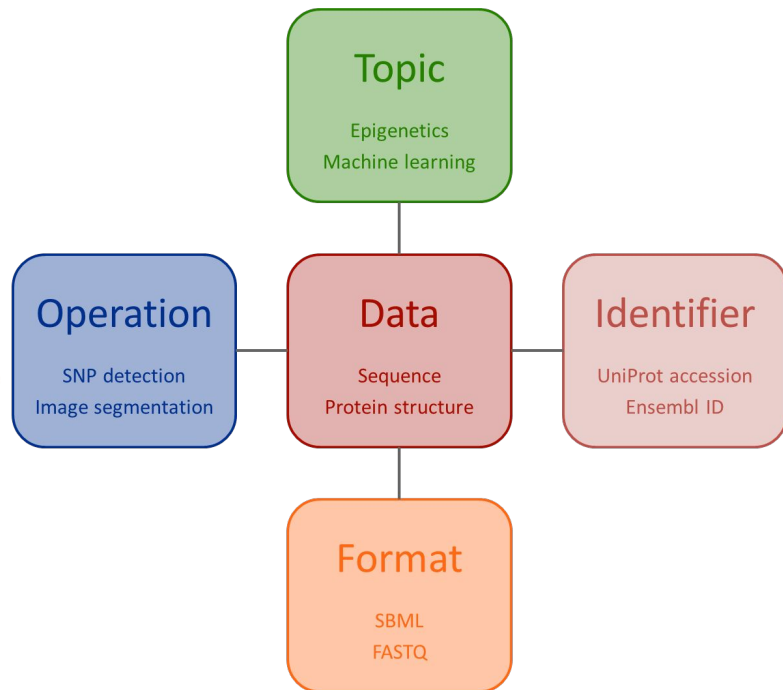 Topic
Epigenetics
Machine learning
Operation
SNP detection
Image segmentation
Data
Sequence
Protein structure
Identifier
UniProt accession
Ensembl ID
Format
SBML
FASTQ